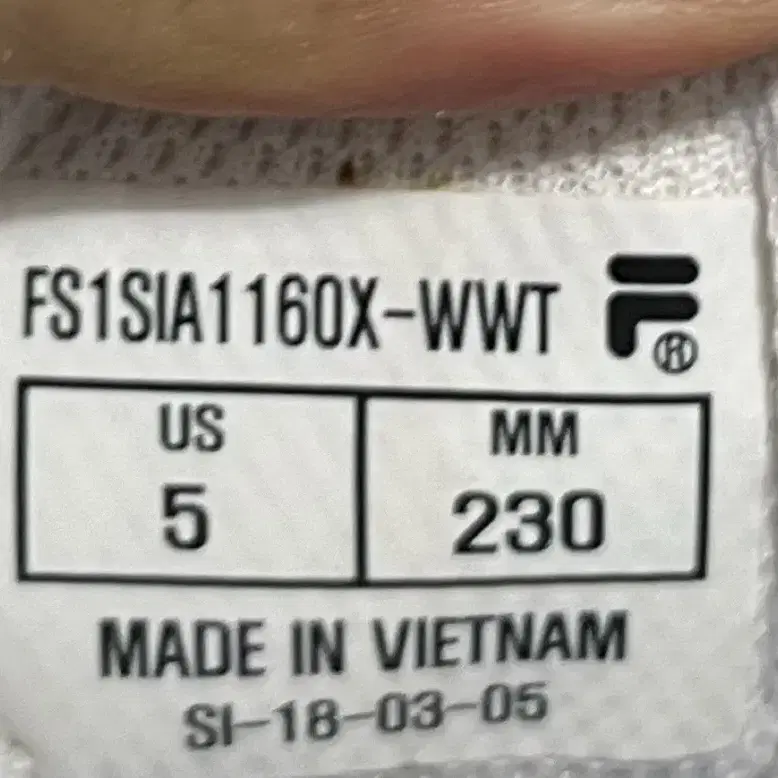 FS1SIA1160X-WWT
®
US MM
5 230
MADE IN VIETNAM
SI-18-03-05